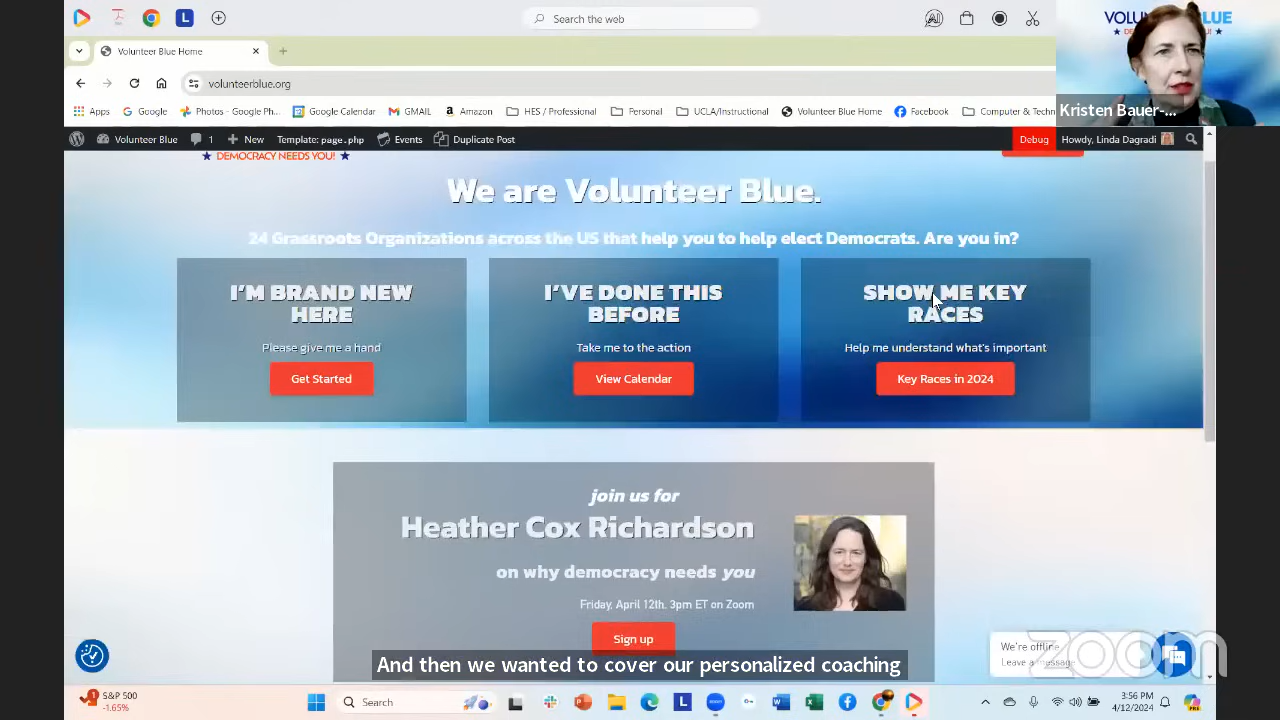 Search the web
VOLUNTEER BLUE
Volunteer Blue Home
volunteerblue.org
Kristen Bauer-...
Apps
Google
Photos - Google Ph...
Google Calendar
GMAIL
Amazon
HES / Professional
Personal
UCLA/Instructional
Volunteer Blue Home
Facebook
Computer & Techn
Volunteer Blue
1
New
Template: page.php
Events
Duplicate Post
Debug
Howdy, Linda Dagradi
DEMOCRACY NEEDS YOU!
We are Volunteer Blue.
24 Grassroots Organizations across the US that help you to help elect Democrats. Are you in?
I'M BRAND NEW
HERE
Please give me a hand
Get Started
I'VE DONE THIS
BEFORE
Take me to the action
View Calendar
SHOW ME KEY
RACES
Help me understand what's important
Key Races in 2024
join us for
Heather Cox Richardson
on why democracy needs you
Friday, April 12th, 3pm ET on Zoom
Sign up
We're offline
Leave a message
zoom
And then we wanted to cover our personalized coaching
S&P 500
-1.65%
Search
3:56 PM
4/12/2024